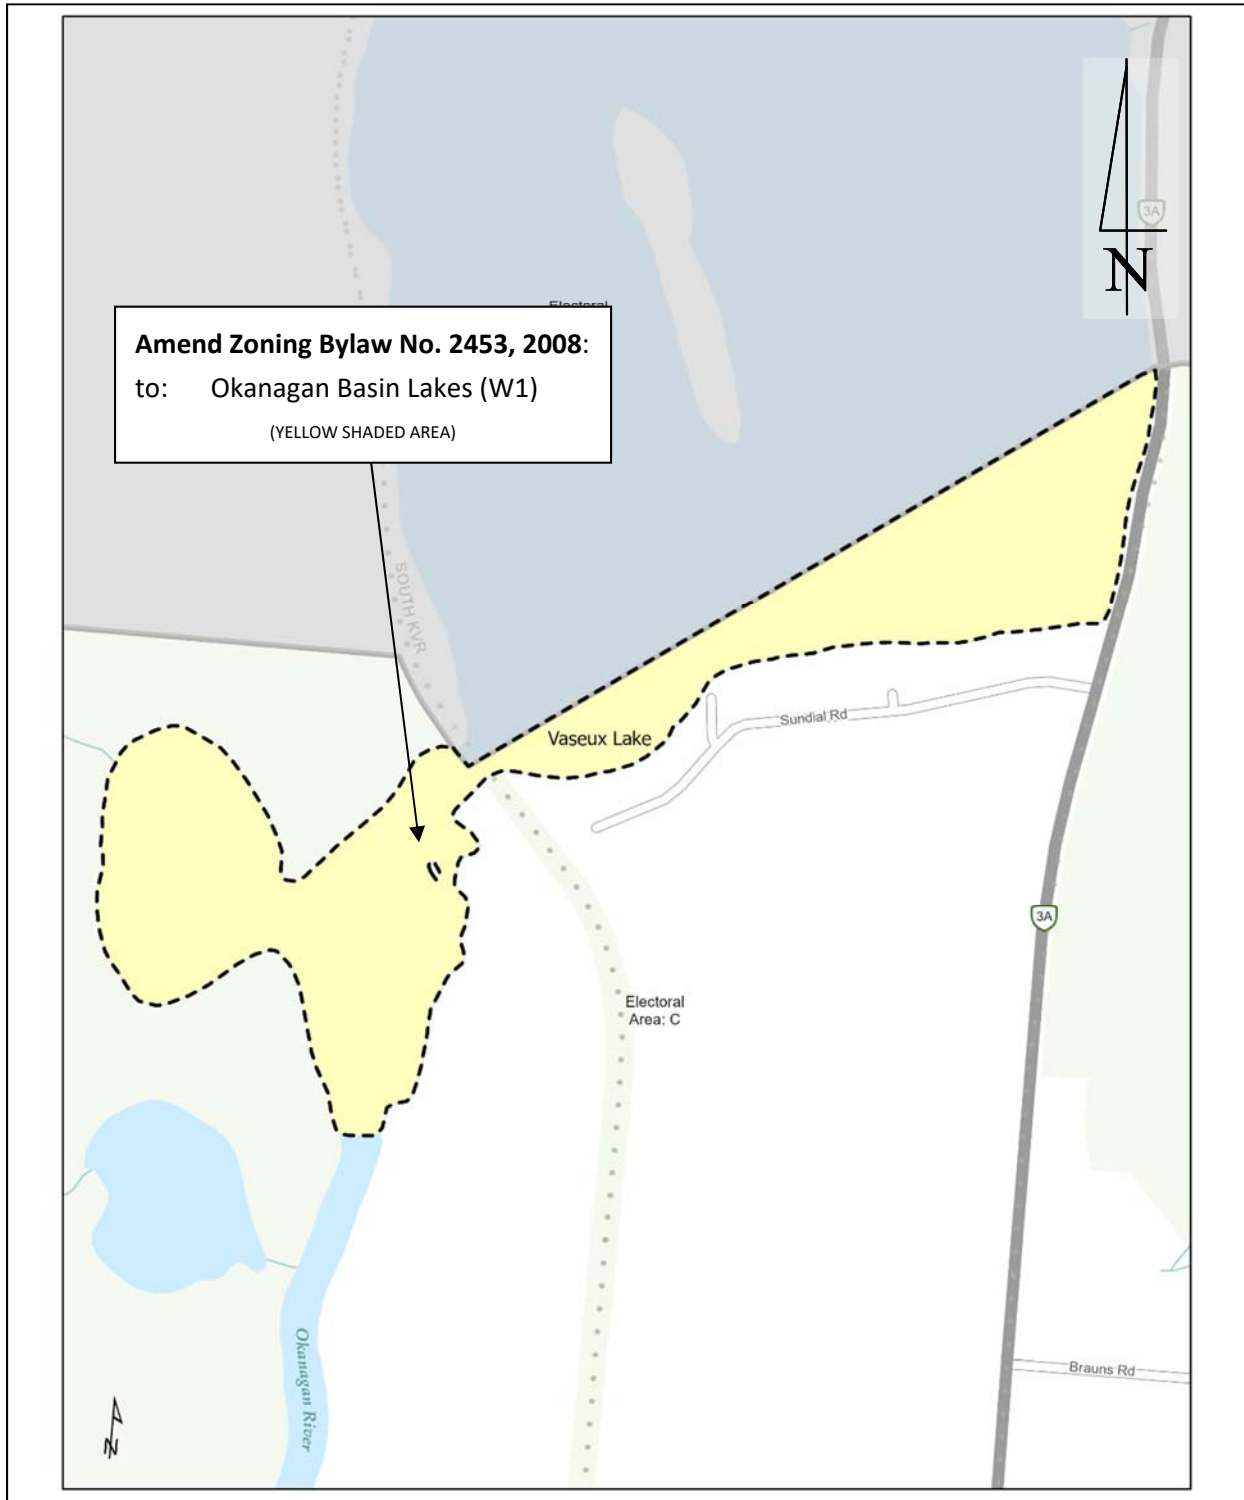 3A
N
Electoral
Amend Zoning Bylaw No. 2453, 2008:
to: Okanagan Basin Lakes (W1)
(YELLOW SHADED AREA)
SOUTH KVR
Sundial Rd
Vaseux Lake
3A
Electoral
Area: C
Okanagan River
Brauns Rd
N